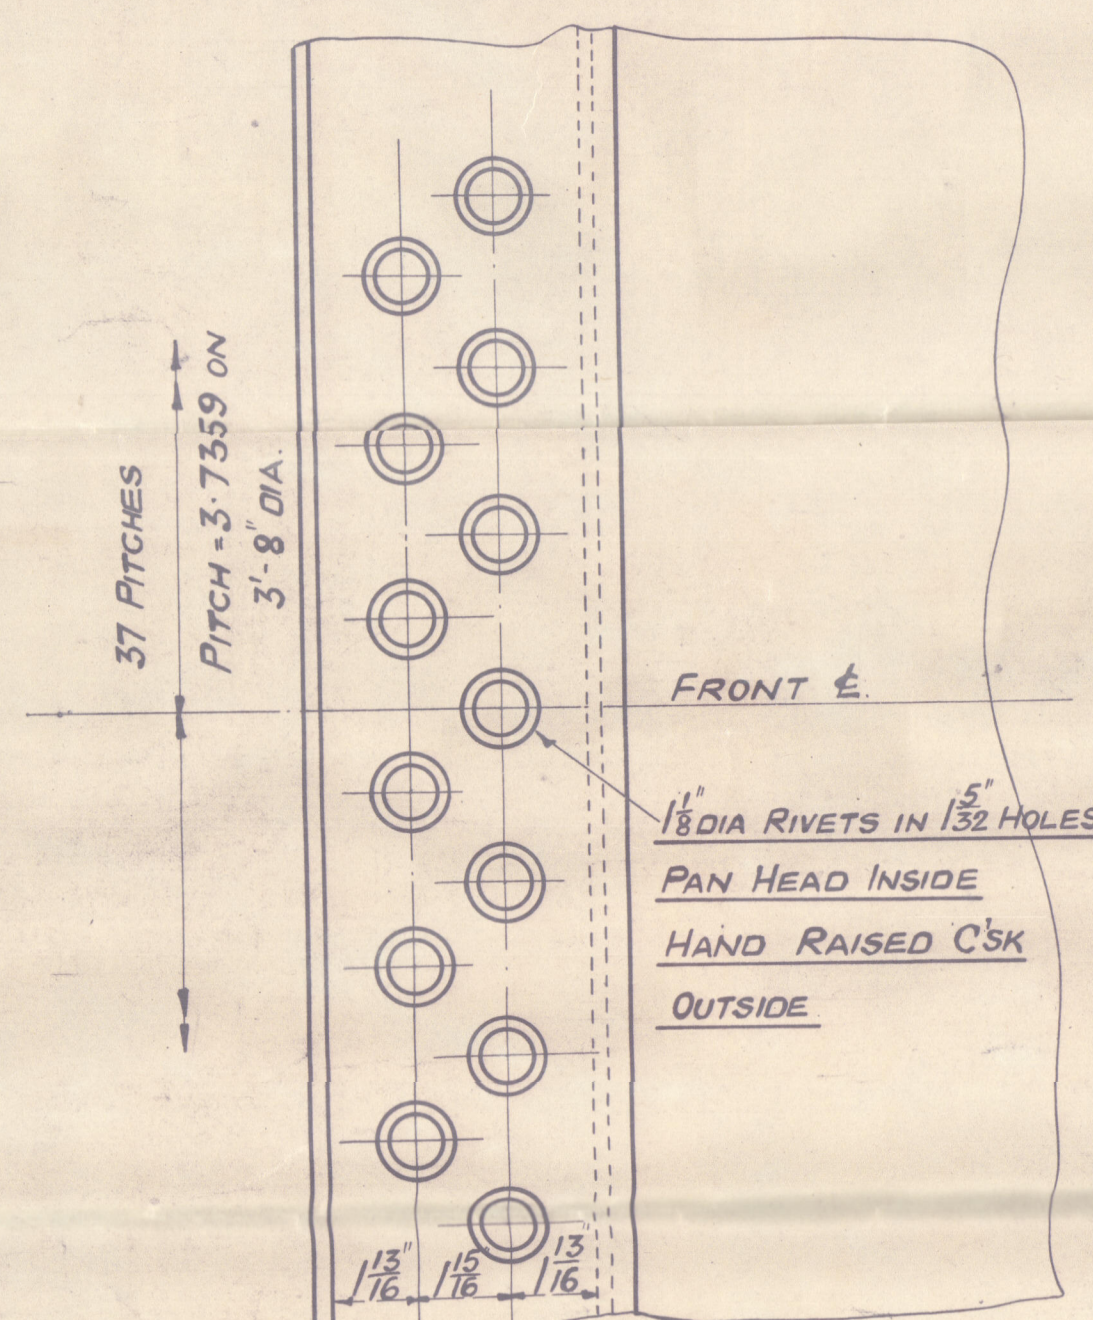 37 PITCHES
PITCH = 3·7359 ON
3'-8" DIA.
FRONT ℄.
1 1/8" DIA RIVETS IN 1 5/32" HOLES
PAN HEAD INSIDE
HAND RAISED C'SK
OUTSIDE
1 13/16" 1 15/16" 1 13/16"